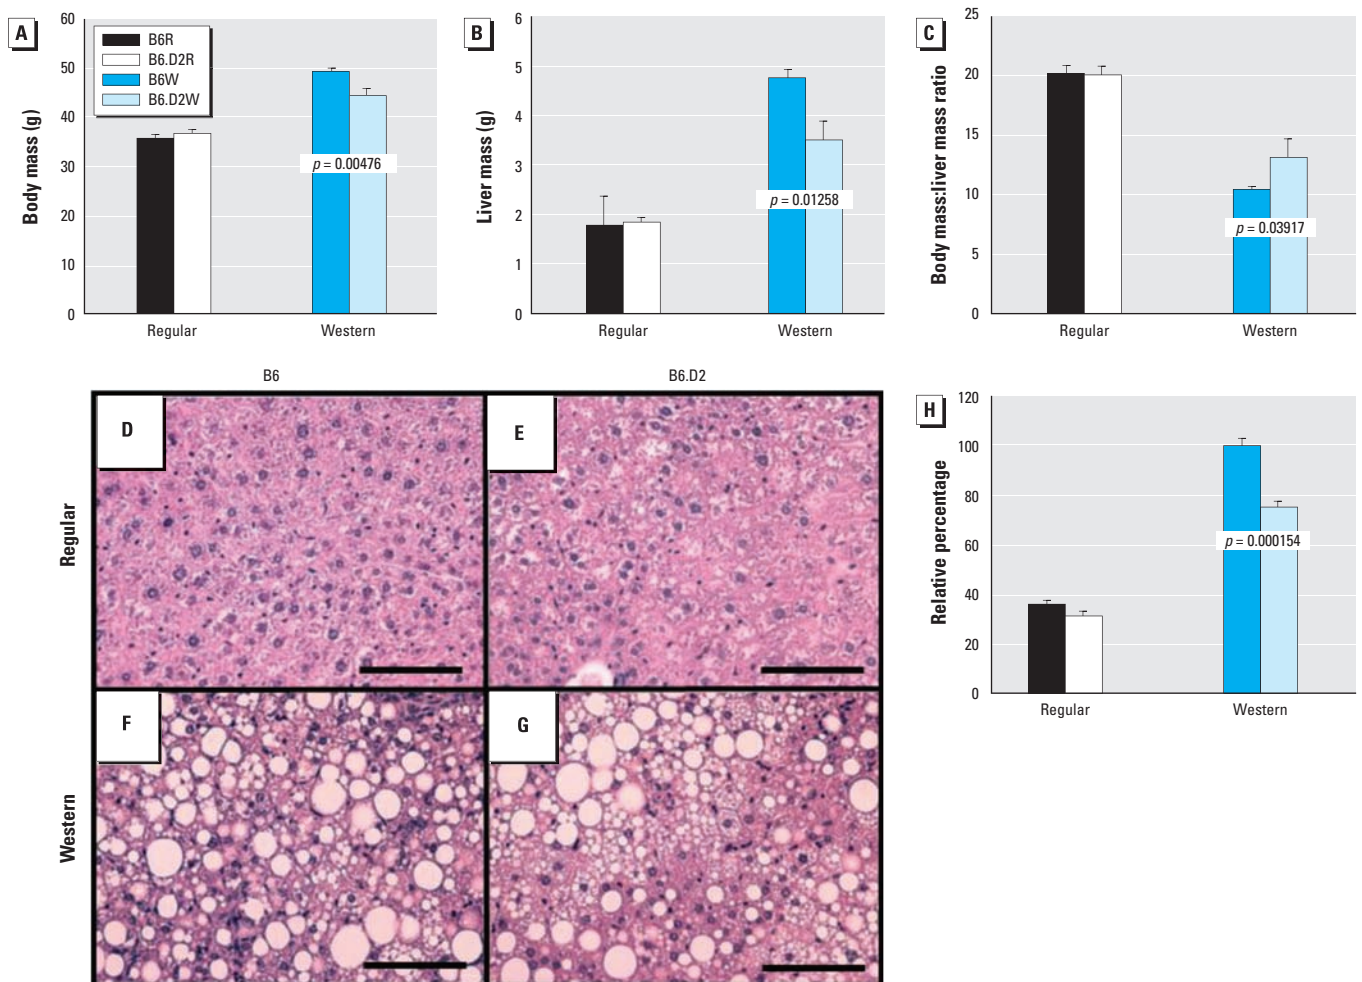 A
Body mass (g)
60
50
40
30
20
10
0
B6R
B6.D2R
B6W
B6.D2W
p = 0.00476
Regular
Western
B
Liver mass (g)
6
5
4
3
2
1
0
p = 0.01258
Regular
Western
C
Body mass:liver mass ratio
25
20
15
10
5
0
p = 0.03917
Regular
Western
B6
B6.D2
Regular
D
E
Western
F
G
H
Relative percentage
120
100
80
60
40
20
0
p = 0.000154
Regular
Western